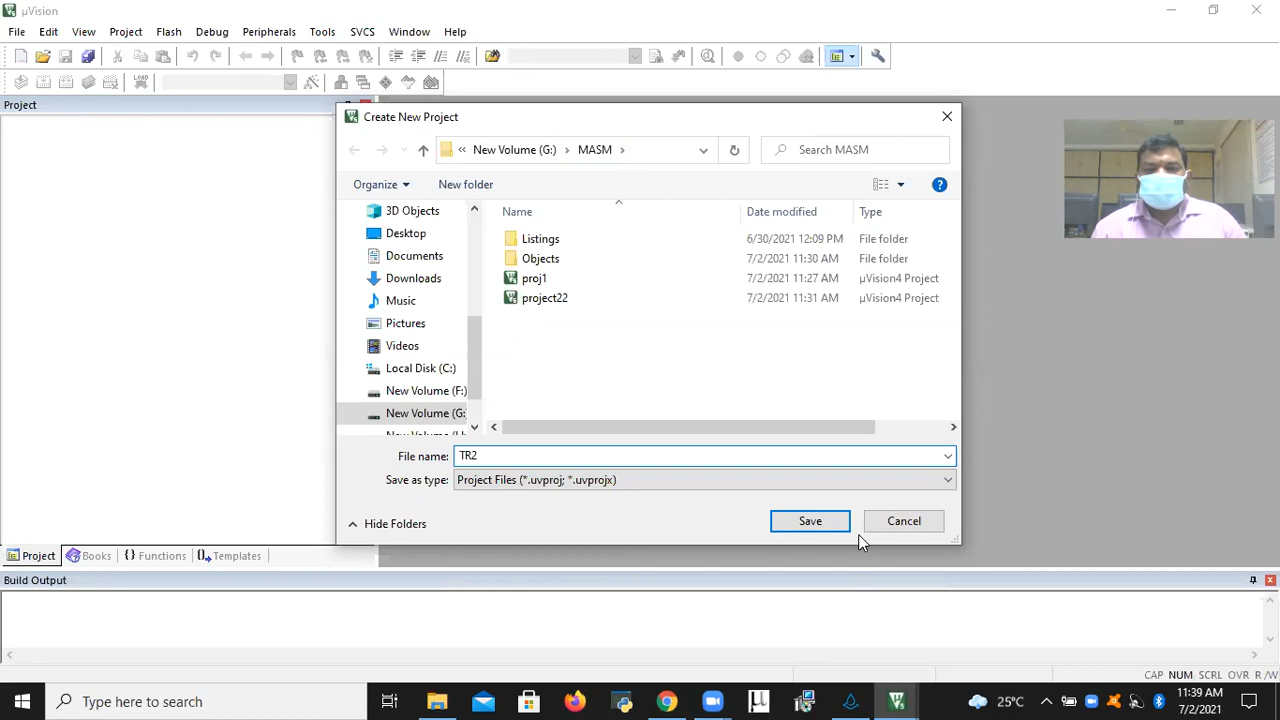 µVision
File Edit View Project Flash Debug Peripherals Tools SVCS Window Help
LOAD
Project
Create New Project
« New Volume (G:) › MASM ›
Search MASM
Organize New folder
3D Objects
Desktop
Documents
Downloads
Music
Pictures
Videos
Local Disk (C:)
New Volume (F:)
New Volume (G:
Name Date modified Type
Listings 6/30/2021 12:09 PM File folder
Objects 7/2/2021 11:30 AM File folder
proj1 7/2/2021 11:27 AM µVision4 Project
project22 7/2/2021 11:31 AM µVision4 Project
File name: TR2
Save as type: Project Files (*.uvproj; *.uvprojx)
Hide Folders
Save Cancel
Project Books {} Functions Templates
Build Output
CAP NUM SCRL OVR R/W
Type here to search
25°C
11:39 AM
7/2/2021